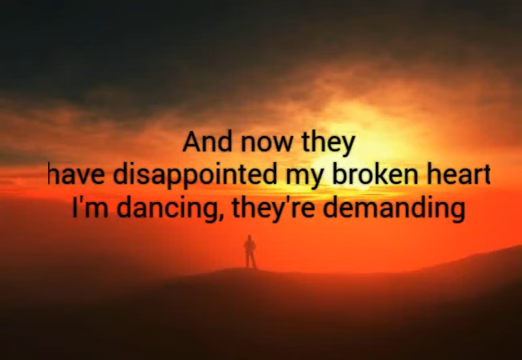 And now they
have disappointed my broken heart
I'm dancing, they're demanding